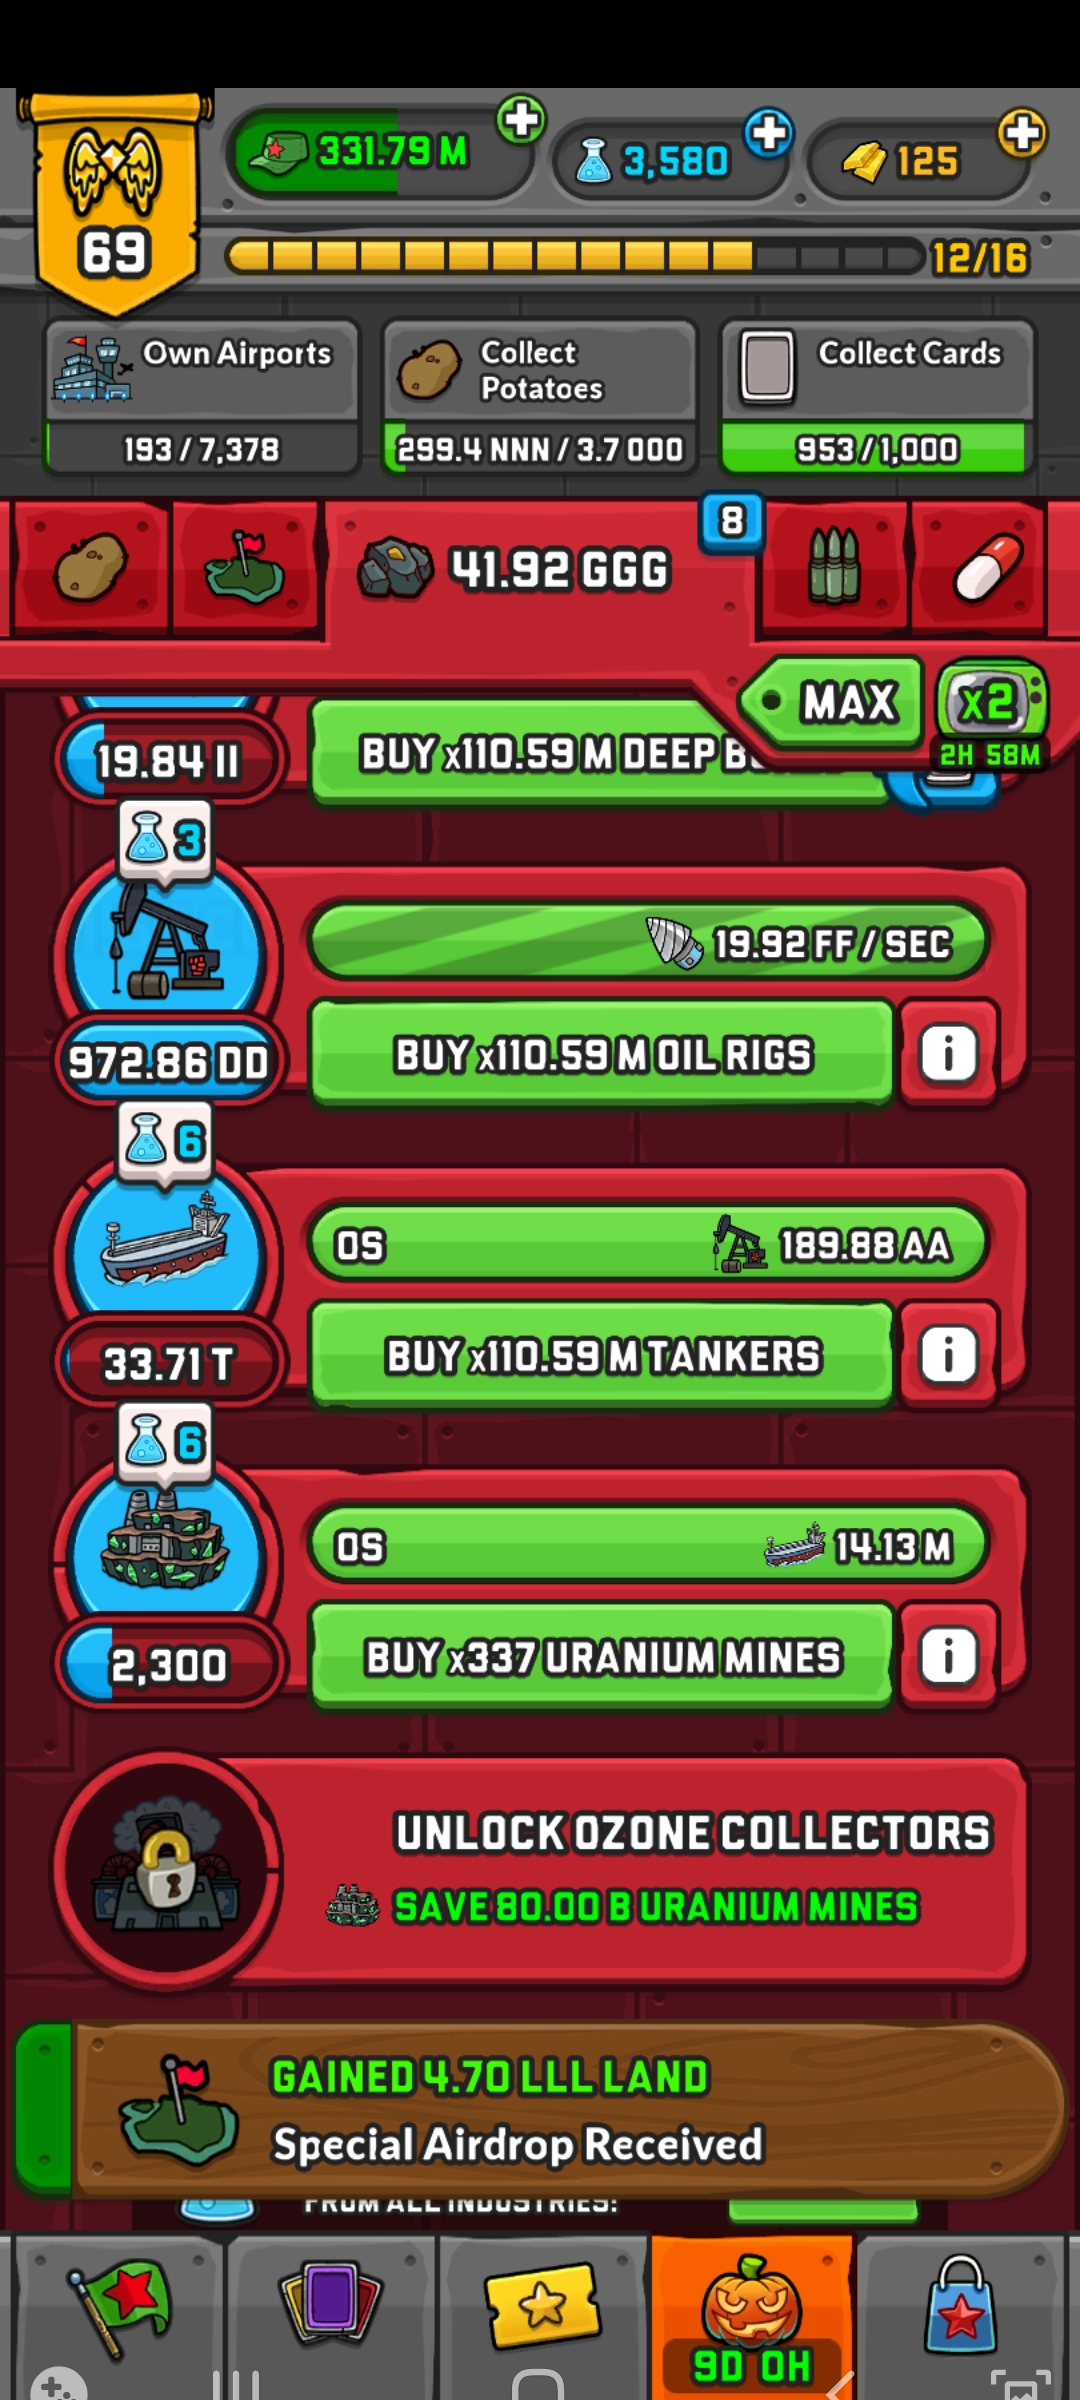 331.79 M
3,580
125
69
12/16
Own Airports
193 / 7,378
Collect
Potatoes
299.4 NNN / 3.7 OOO
Collect Cards
953 / 1,000
41.92 GGG
8
MAX
x2
2H 58M
19.84 II
BUY x110.59 M DEEP
3
19.92 FF / SEC
972.86 DD
BUY x110.59 M OIL RIGS
i
6
0S
189.88 AA
33.71 T
BUY x110.59 M TANKERS
i
6
0S
14.13 M
2,300
BUY x337 URANIUM MINES
i
UNLOCK OZONE COLLECTORS
SAVE 80.00 B URANIUM MINES
GAINED 4.70 LLL LAND
Special Airdrop Received
FROM ALL INDUSTRIES:
9D 0H